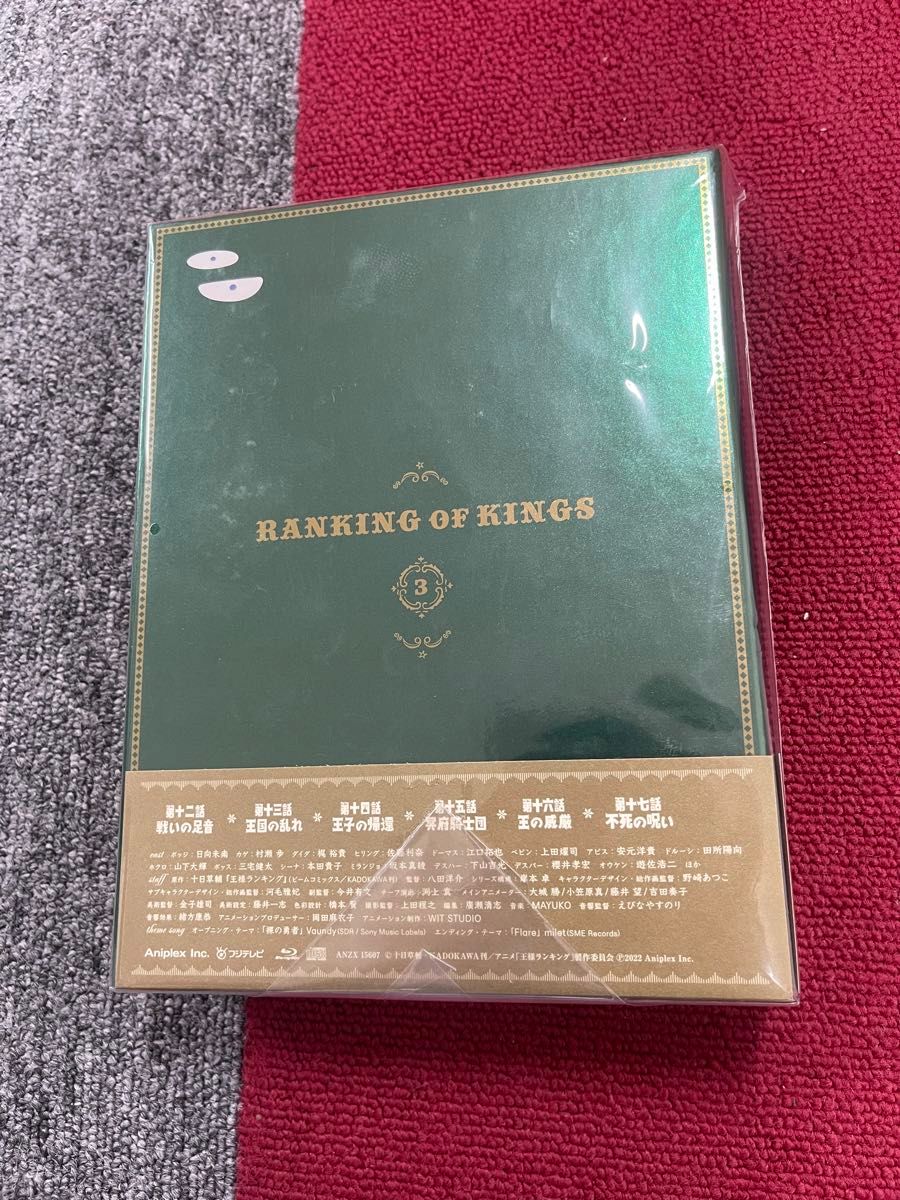 RANKING OF KINGS
3
第十二話 第十三話 第十四話 第十五話 第十六話 第十七話
戦いの足音 * 王国の乱れ * 王子の帰還 * 冥府騎士団 * 王の威厳 * 不死の呪い
cast ボッジ:日向未南 カゲ:村瀬 歩 ダイダ:梶 裕貴 ヒリング:佐藤利奈 ドーマス:江口拓也 ベビン:上田燿司 アピス:安元洋貴 ドルーシ:田所陽向
ホクロ:山下大輝 ボッス:三宅健太 シーナ:本田貴子 ミランジョ:坂本真綾 デスハー:下山吉光 デスパー:櫻井孝宏 オウケン:遊佐浩二 ほか
staff 原作:十日草輔「王様ランキング」(ビームコミックス/KADOKAWA刊) 監督:八田洋介 シリーズ構成:岸本 卓 キャラクターデザイン・総作画監督:野崎あつこ
サブキャラクターデザイン・総作画監督:河毛雅妃 副監督:今井有文 チーフ演出:渕上 真 メインアニメーター:大城 勝/小笠原真/藤井 望/吉田奏子
美術監督:金子雄司 美術設定:藤井一志 色彩設計:橋本 賢 撮影監督:上田程之 編集:廣瀬清志 音楽:MAYUKO 音響監督:えびなやすのり
音響効果:緒方康恭 アニメーションプロデューサー:岡田麻衣子 アニメーション制作:WIT STUDIO
theme song オープニング・テーマ:「裸の勇者」Vaundy(SDR / Sony Music Labels) エンディング・テーマ:「Flare」milet(SME Records)
Aniplex Inc. フジテレビ ANZX 15607 ©十日草輔・KADOKAWA刊/アニメ「王様ランキング」製作委員会 ℗2022 Aniplex Inc.